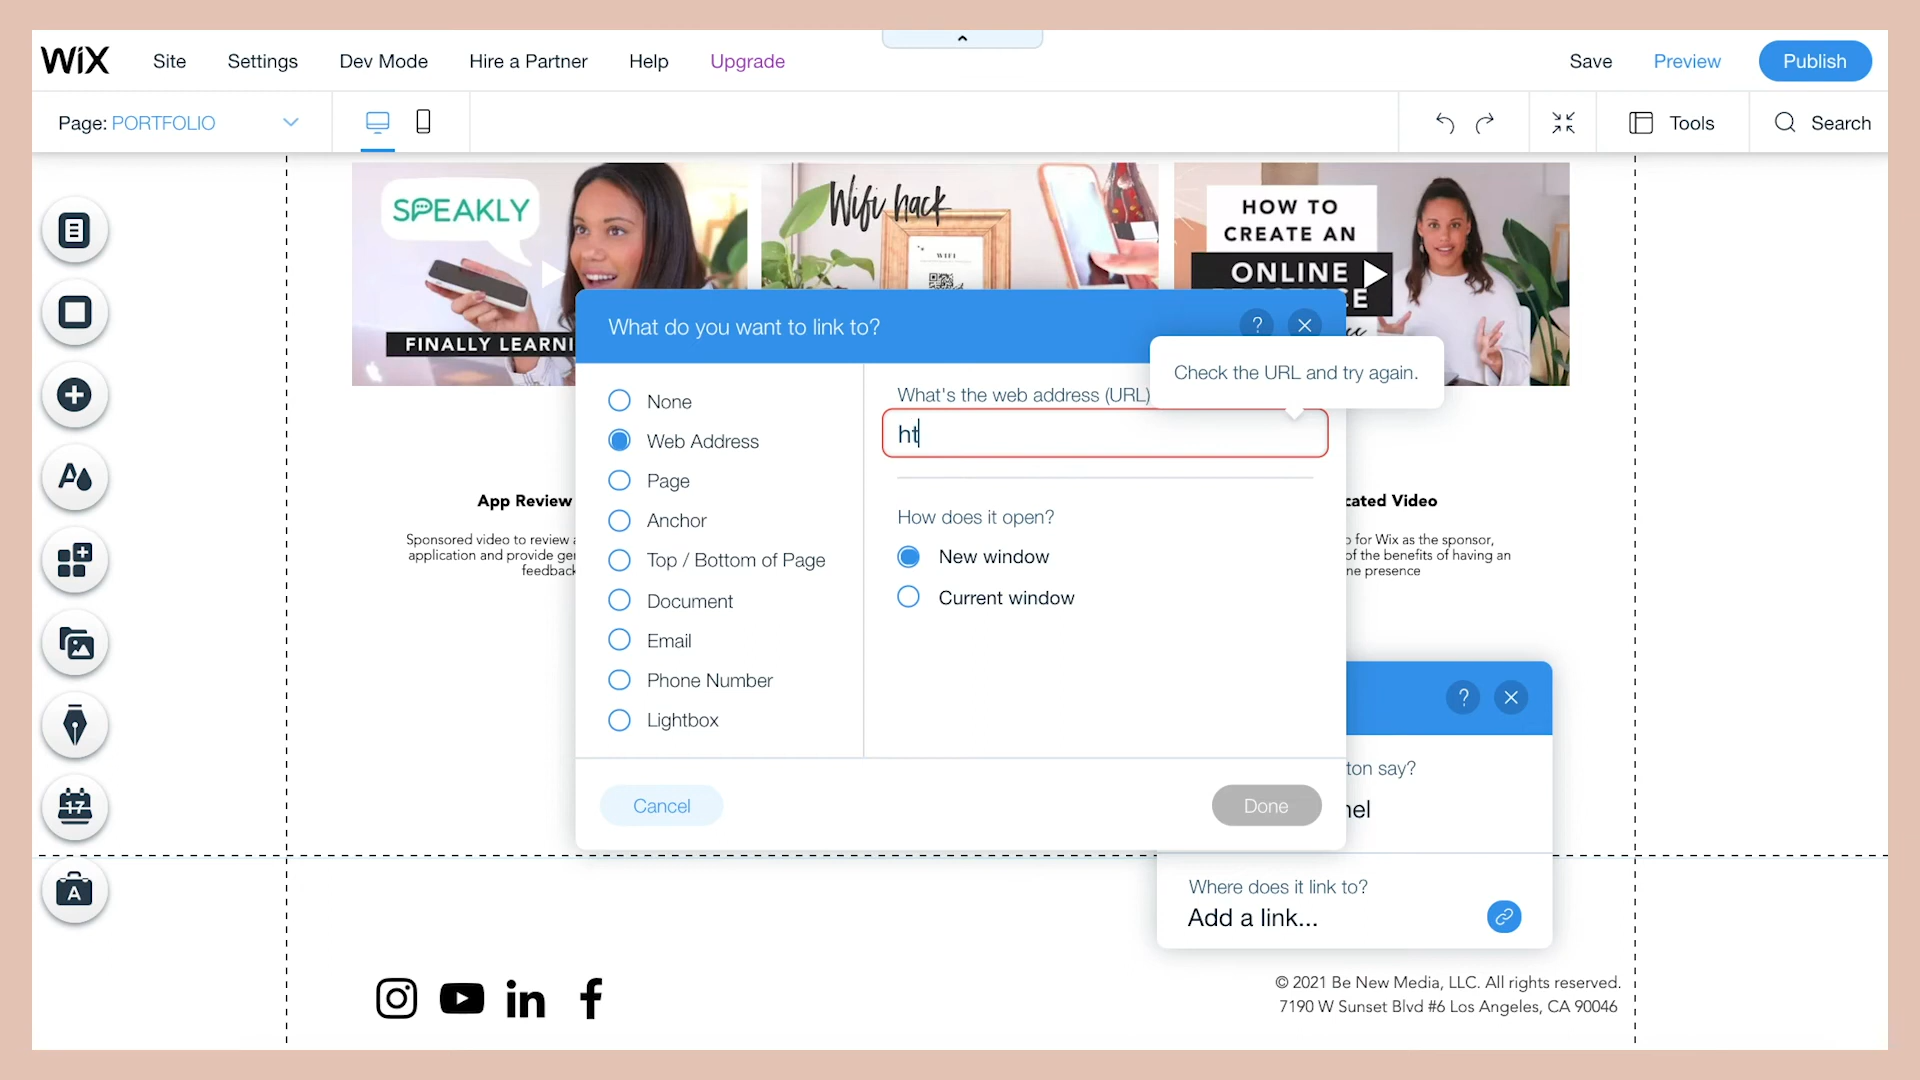 WiX Site Settings Dev Mode Hire a Partner Help Upgrade Save Preview Publish
Page: PORTFOLIO Tools Search
SPEAKLY
FINALLY LEARNI
Wifi hack
WIFI
HOW TO
CREATE AN
ONLINE
What do you want to link to? ?
Check the URL and try again.
None
Web Address
Page
Anchor
Top / Bottom of Page
Document
Email
Phone Number
Lightbox
What's the web address (URL)
ht
How does it open?
New window
Current window
Cancel
Done
App Review
Sponsored video to review
application and provide
feedback
cated Video
for Wix as the sponsor,
of the benefits of having an
ne presence
?
ton say?
nel
Where does it link to?
Add a link...
17
A
in
f
© 2021 Be New Media, LLC. All rights reserved.
7190 W Sunset Blvd #6 Los Angeles, CA 90046